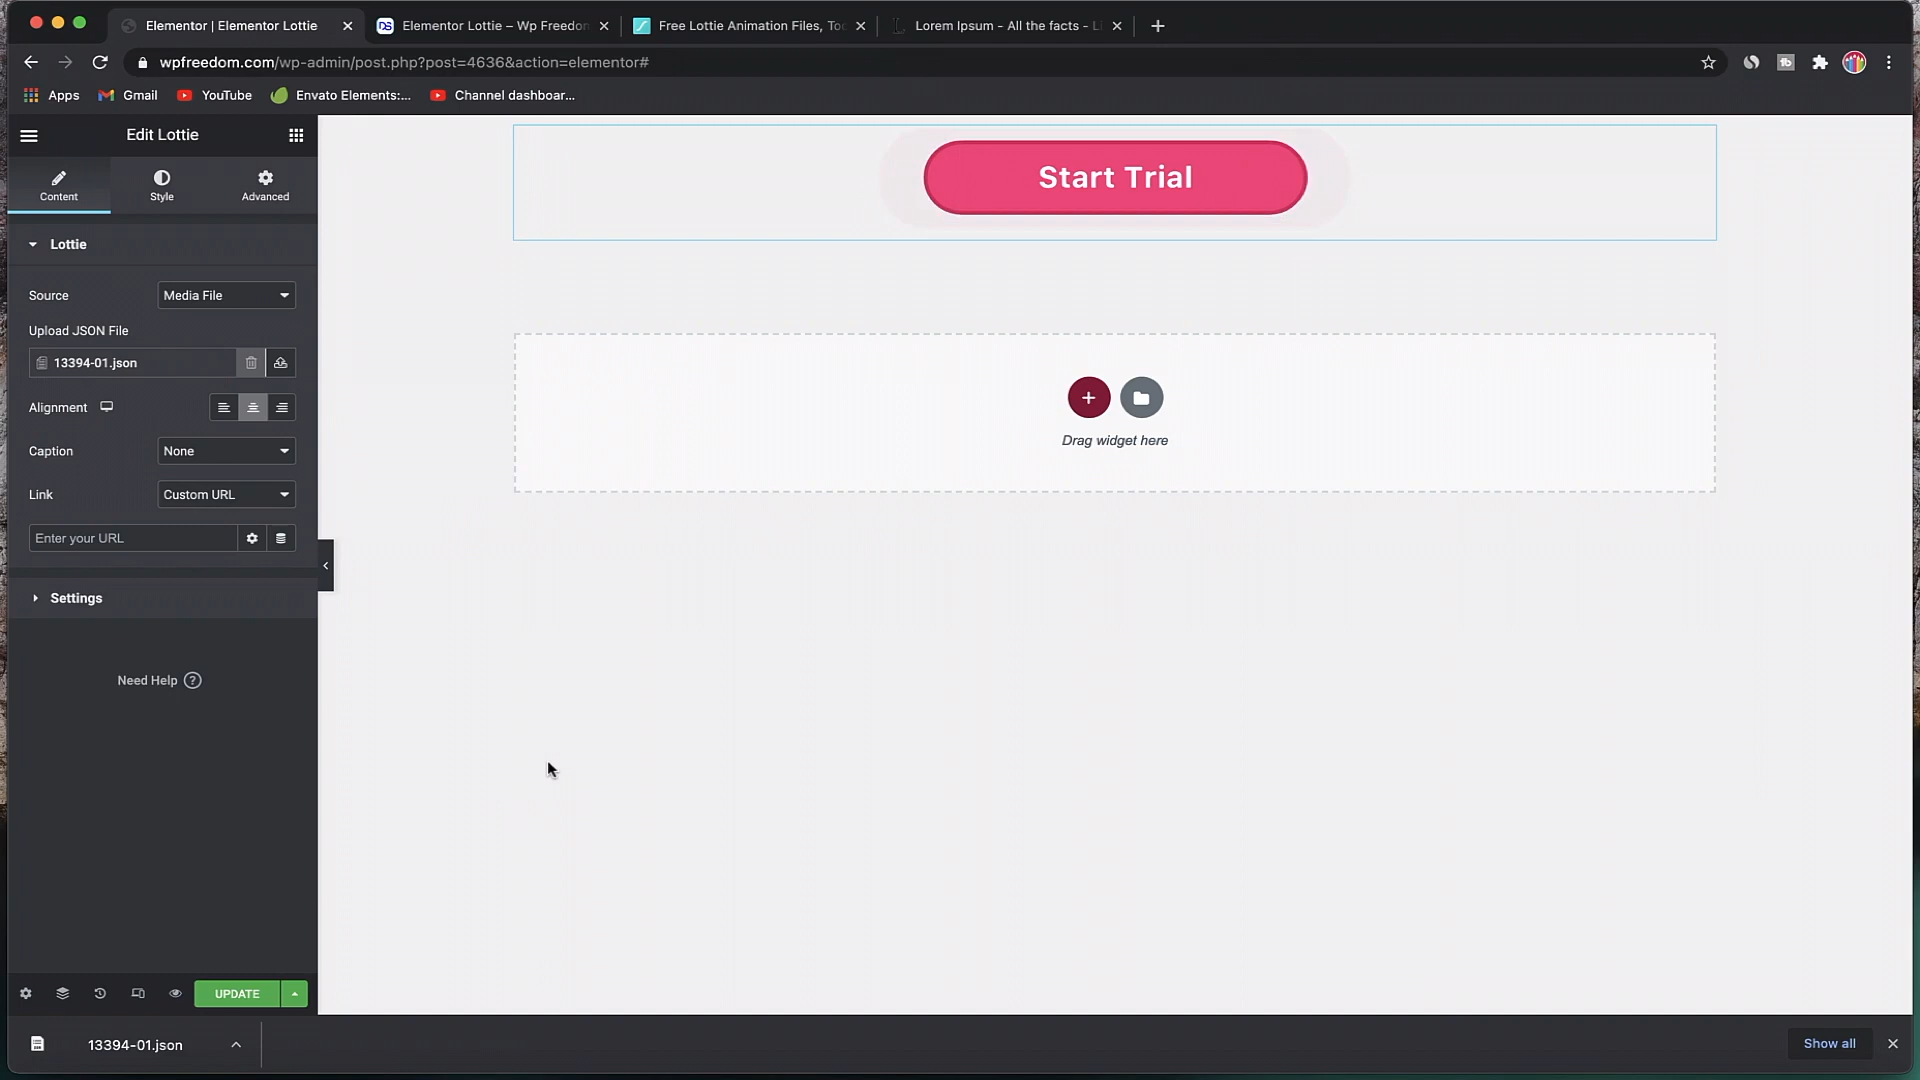 Elementor | Elementor Lottie
Elementor Lottie – Wp Freedom
Free Lottie Animation Files, Too
Lorem Ipsum - All the facts - L
wpfreedom.com/wp-admin/post.php?post=4636&action=elementor#
Apps
Gmail
YouTube
Envato Elements:...
Channel dashboar...
Edit Lottie
Content
Style
Advanced
Lottie
Source
Media File
Upload JSON File
13394-01.json
Alignment
Caption
None
Link
Custom URL
Enter your URL
Settings
Need Help ?
UPDATE
Start Trial
Drag widget here
13394-01.json
Show all